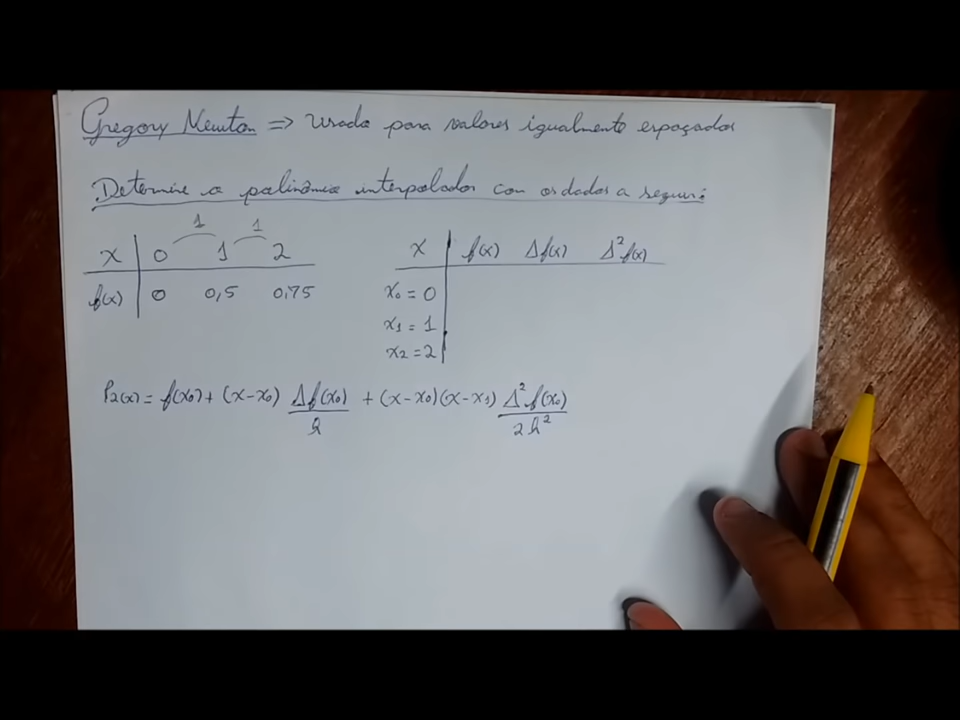 Gregory Newton => Usada para valores igualmente espaçados
Determine o polinômio interpolador com os dados a seguir:
1 1
x 0 1 2
f(x) 0 0,5 0,75
x f(x) Δf(x) Δ²f(x)
x₀ = 0
x₁ = 1
x₂ = 2
P₂(x) = f(x₀) + (x-x₀) Δf(x₀)/h + (x-x₀)(x-x₁) Δ²f(x₀)/2h²